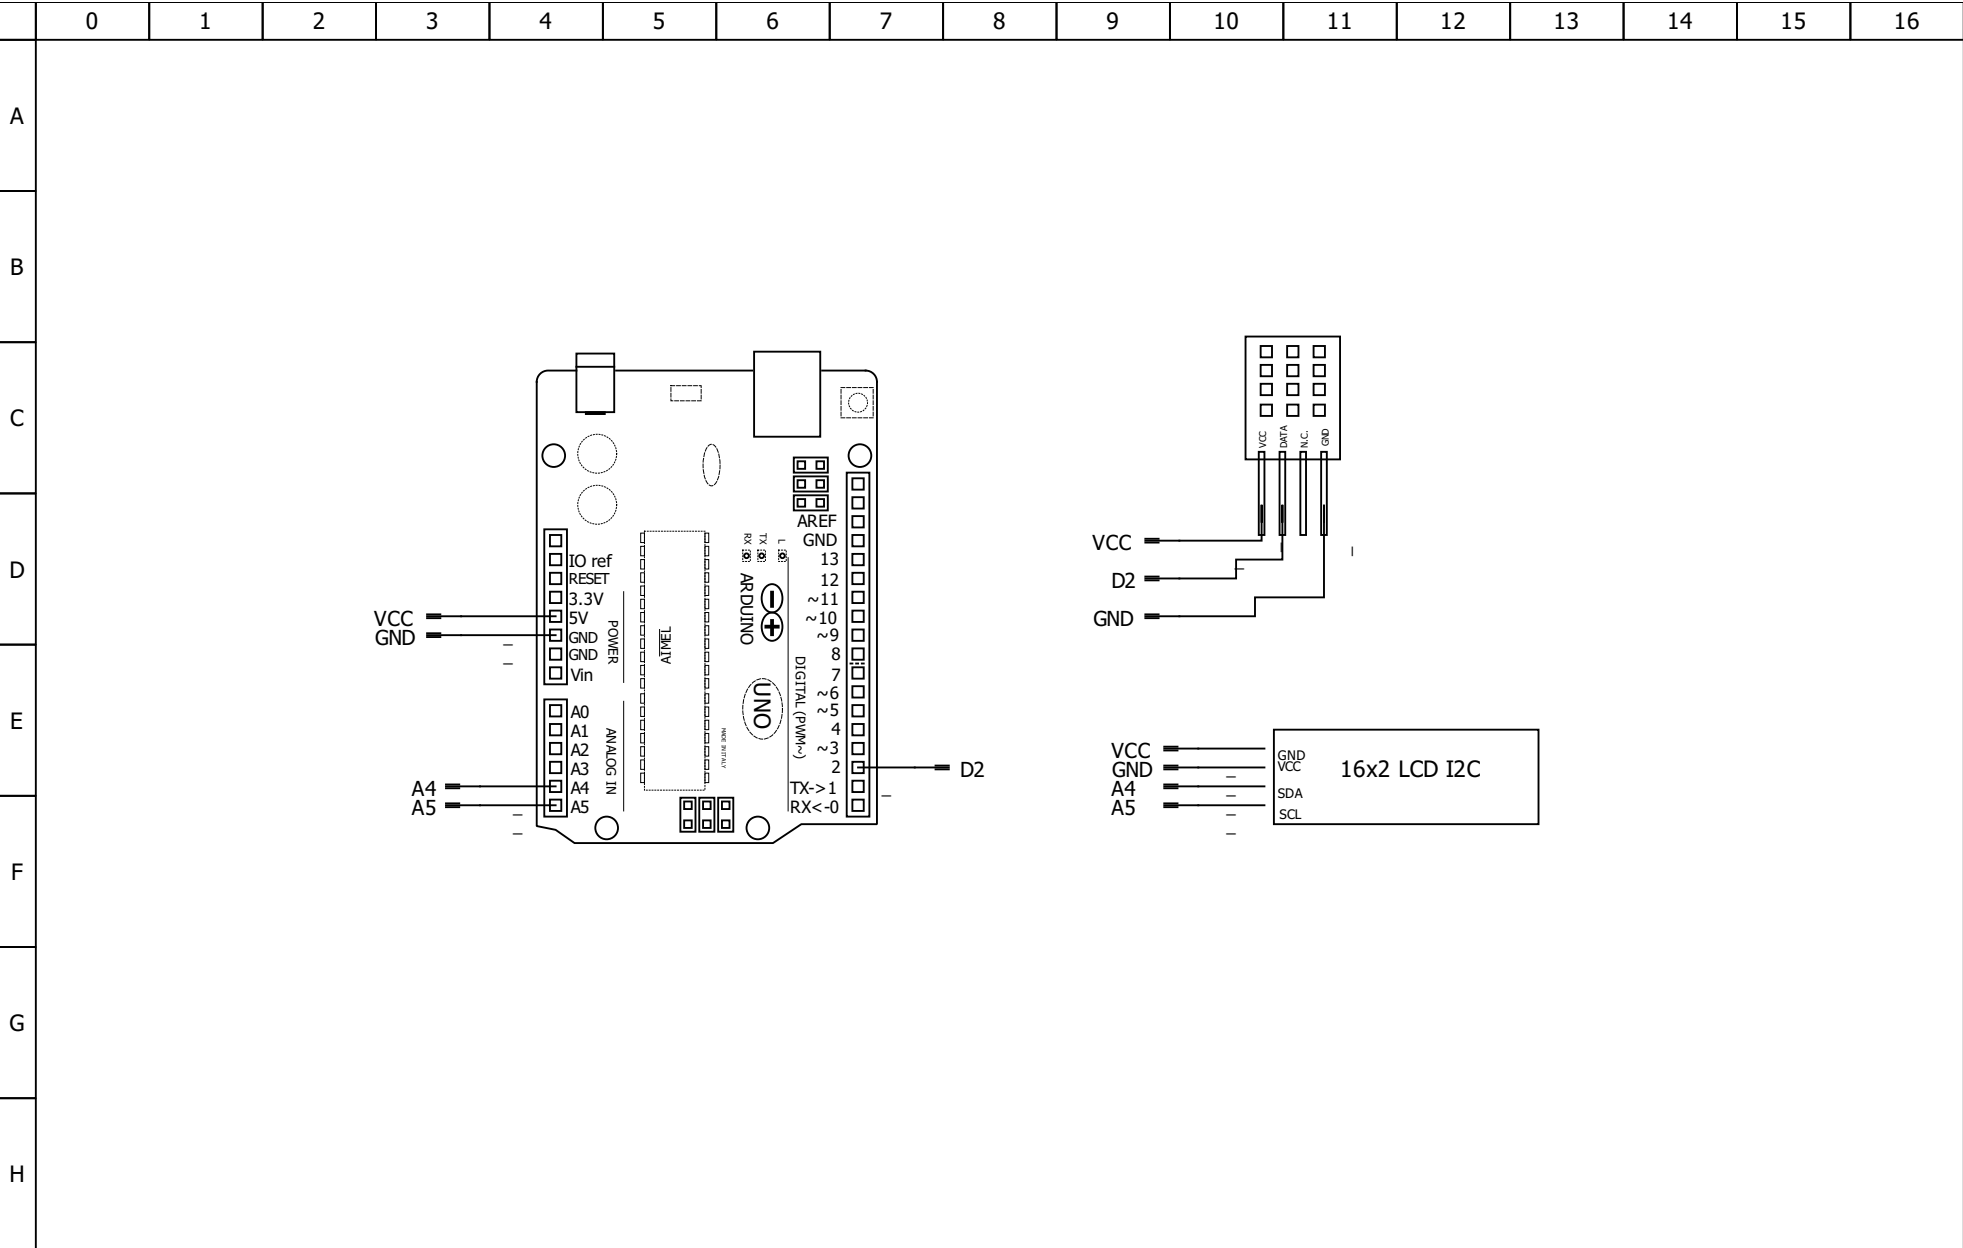 0 1 2 3 4 5 6 7 8 9 10 11 12 13 14 15 16
A
B
C
D
E
F
G
H
VCC
GND
A4
A5
IO ref
RESET
3.3V
5V
GND
GND
Vin
POWER
A0
A1
A2
A3
A4
A5
ANALOG IN
AIMEL
RX
TX
L
ARDUINO
UNO
MADE IN ITALY
DIGITAL (PWM~)
AREF
GND
13
12
~11
~10
~9
8
7
~6
~5
4
~3
2
TX->1
RX<-0
D2
VCC
DATA
N.C.
GND
VCC
D2
GND
VCC
GND
A4
A5
GND
VCC
SDA
SCL
16x2 LCD I2C